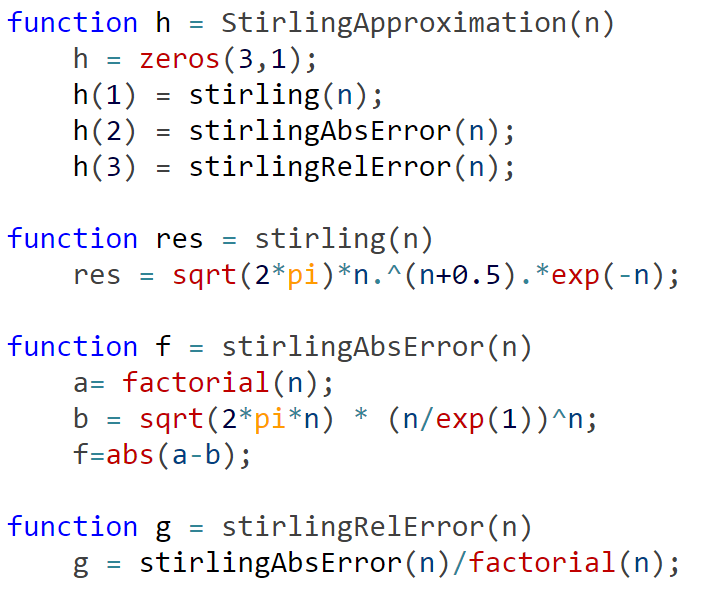 function h = StirlingApproximation(n)
    h = zeros(3,1);
    h(1) = stirling(n);
    h(2) = stirlingAbsError(n);
    h(3) = stirlingRelError(n);

function res = stirling(n)
    res = sqrt(2*pi)*n.^(n+0.5).*exp(-n);

function f = stirlingAbsError(n)
    a= factorial(n);
    b = sqrt(2*pi*n) * (n/exp(1))^n;
    f=abs(a-b);

function g = stirlingRelError(n)
    g = stirlingAbsError(n)/factorial(n);